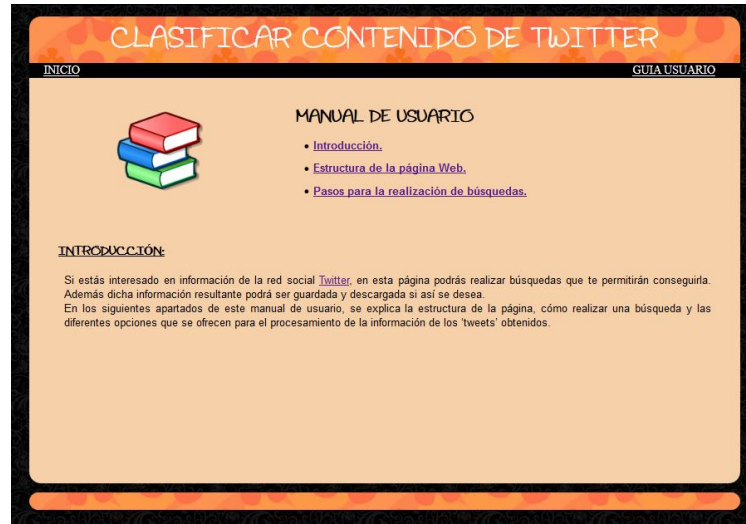 CLASIFICAR CONTENIDO DE TWITTER
INICIO
GUIA USUARIO
MANUAL DE USUARIO
• Introducción.
• Estructura de la página Web.
• Pasos para la realización de búsquedas.
INTRODUCCIÓN:
Si estás interesado en información de la red social Twitter, en esta página podrás realizar búsquedas que te permitirán conseguirla.
Además dicha información resultante podrá ser guardada y descargada si así se desea.
En los siguientes apartados de este manual de usuario, se explica la estructura de la página, cómo realizar una búsqueda y las
diferentes opciones que se ofrecen para el procesamiento de la información de los 'tweets' obtenidos.